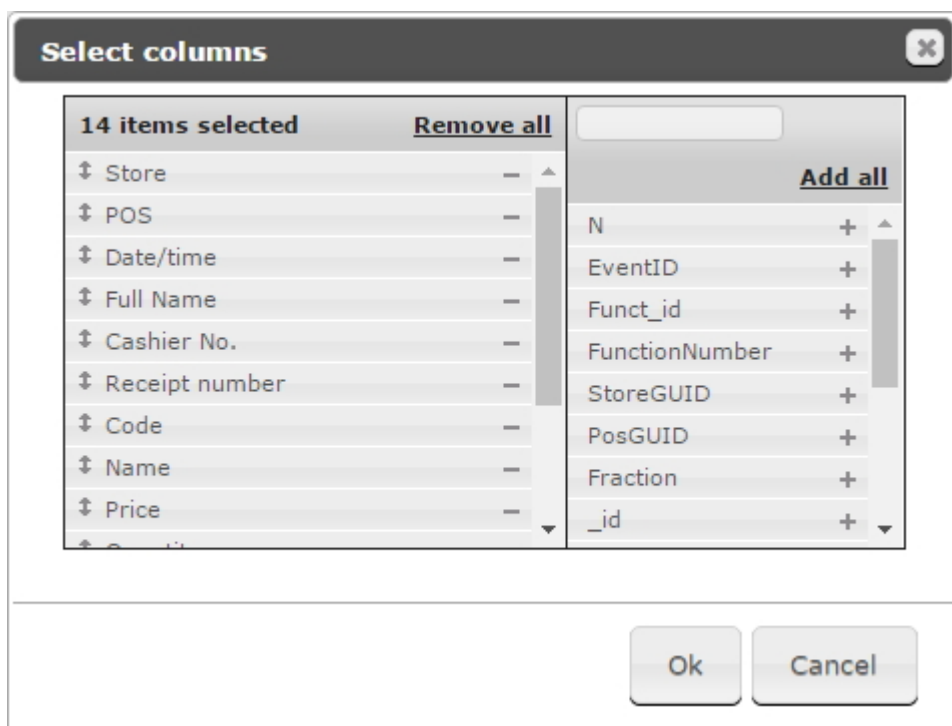 Select columns
14 items selected Remove all
Store
POS
Date/time
Full Name
Cashier No.
Receipt number
Code
Name
Price
Add all
N
EventID
Funct_id
FunctionNumber
StoreGUID
PosGUID
Fraction
_id
Ok Cancel